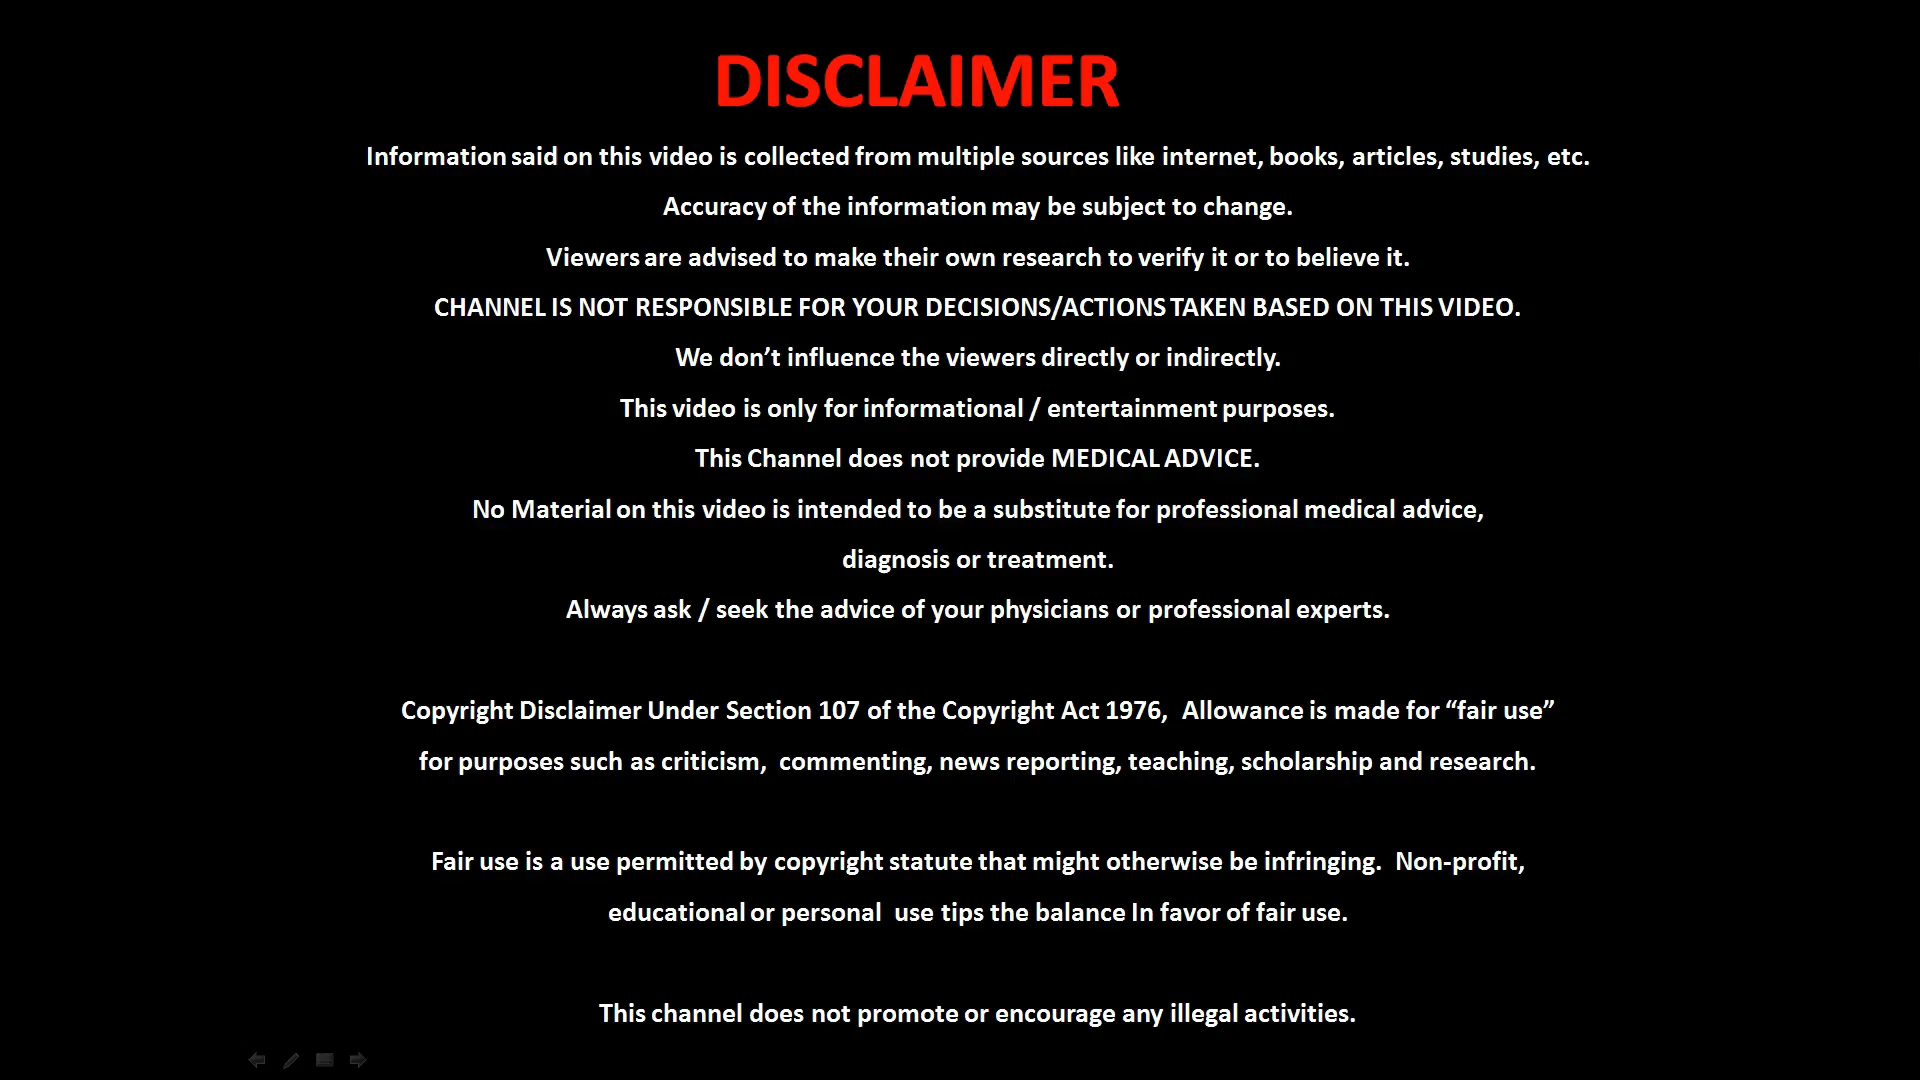 DISCLAIMER
Information said on this video is collected from multiple sources like internet, books, articles, studies, etc.
Accuracy of the information may be subject to change.
Viewers are advised to make their own research to verify it or to believe it.
CHANNEL IS NOT RESPONSIBLE FOR YOUR DECISIONS/ACTIONS TAKEN BASED ON THIS VIDEO.
We don’t influence the viewers directly or indirectly.
This video is only for informational / entertainment purposes.
This Channel does not provide MEDICAL ADVICE.
No Material on this video is intended to be a substitute for professional medical advice,
diagnosis or treatment.
Always ask / seek the advice of your physicians or professional experts.
Copyright Disclaimer Under Section 107 of the Copyright Act 1976,  Allowance is made for “fair use”
for purposes such as criticism,  commenting, news reporting, teaching, scholarship and research.
Fair use is a use permitted by copyright statute that might otherwise be infringing.  Non-profit,
educational or personal  use tips the balance In favor of fair use.
This channel does not promote or encourage any illegal activities.